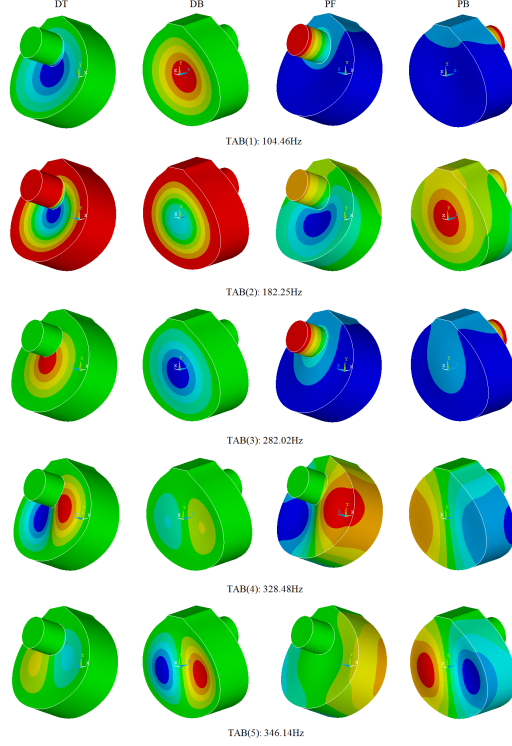 DT DB PF PB
TAB(1): 104.46Hz
TAB(2): 182.25Hz
TAB(3): 282.02Hz
TAB(4): 328.48Hz
TAB(5): 346.14Hz